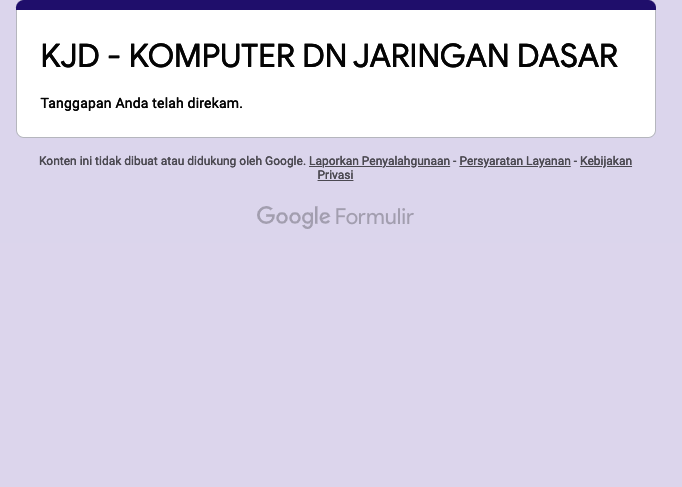 KJD - KOMPUTER DN JARINGAN DASAR
Tanggapan Anda telah direkam.
Konten ini tidak dibuat atau didukung oleh Google. Laporkan Penyalahgunaan - Persyaratan Layanan - Kebijakan
Privasi
Google Formulir